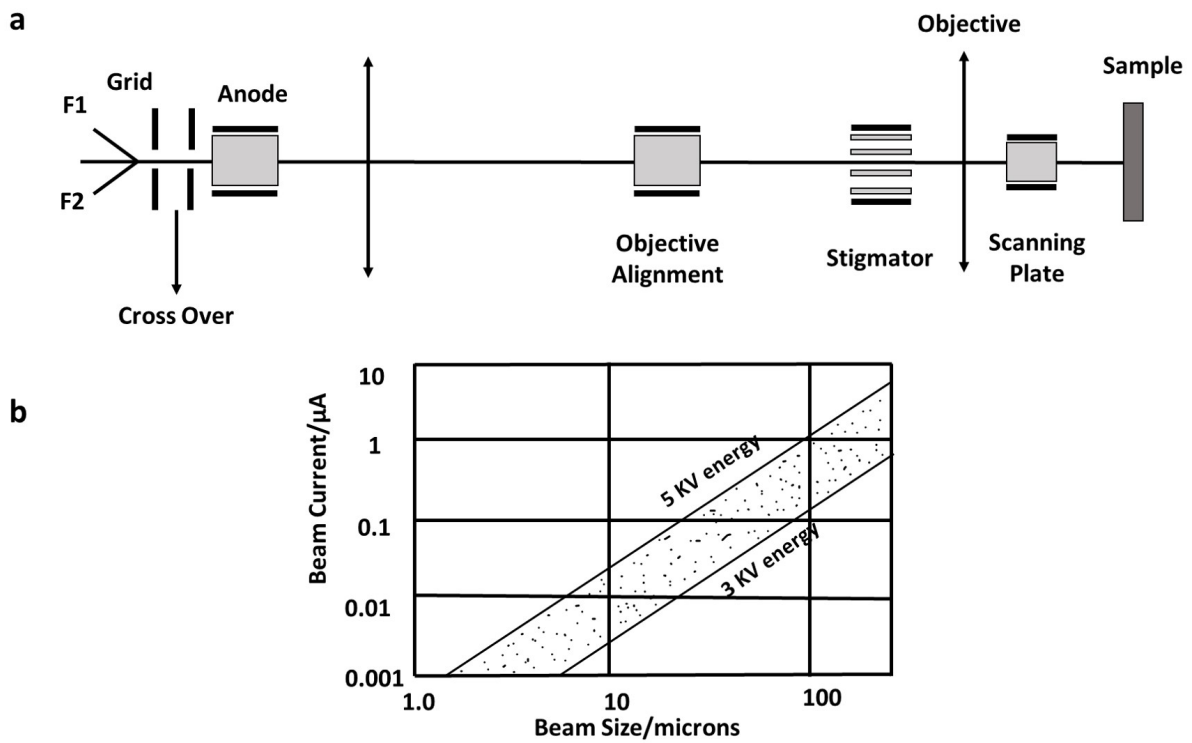 a
Objective
Sample
Grid
Anode
F1
F2
Objective
Alignment
Stigmator
Scanning
Plate
Cross Over
b
Beam Current/μA
10
1
0.1
0.01
0.001
5 KV energy
3 KV energy
1.0
10
100
Beam Size/microns